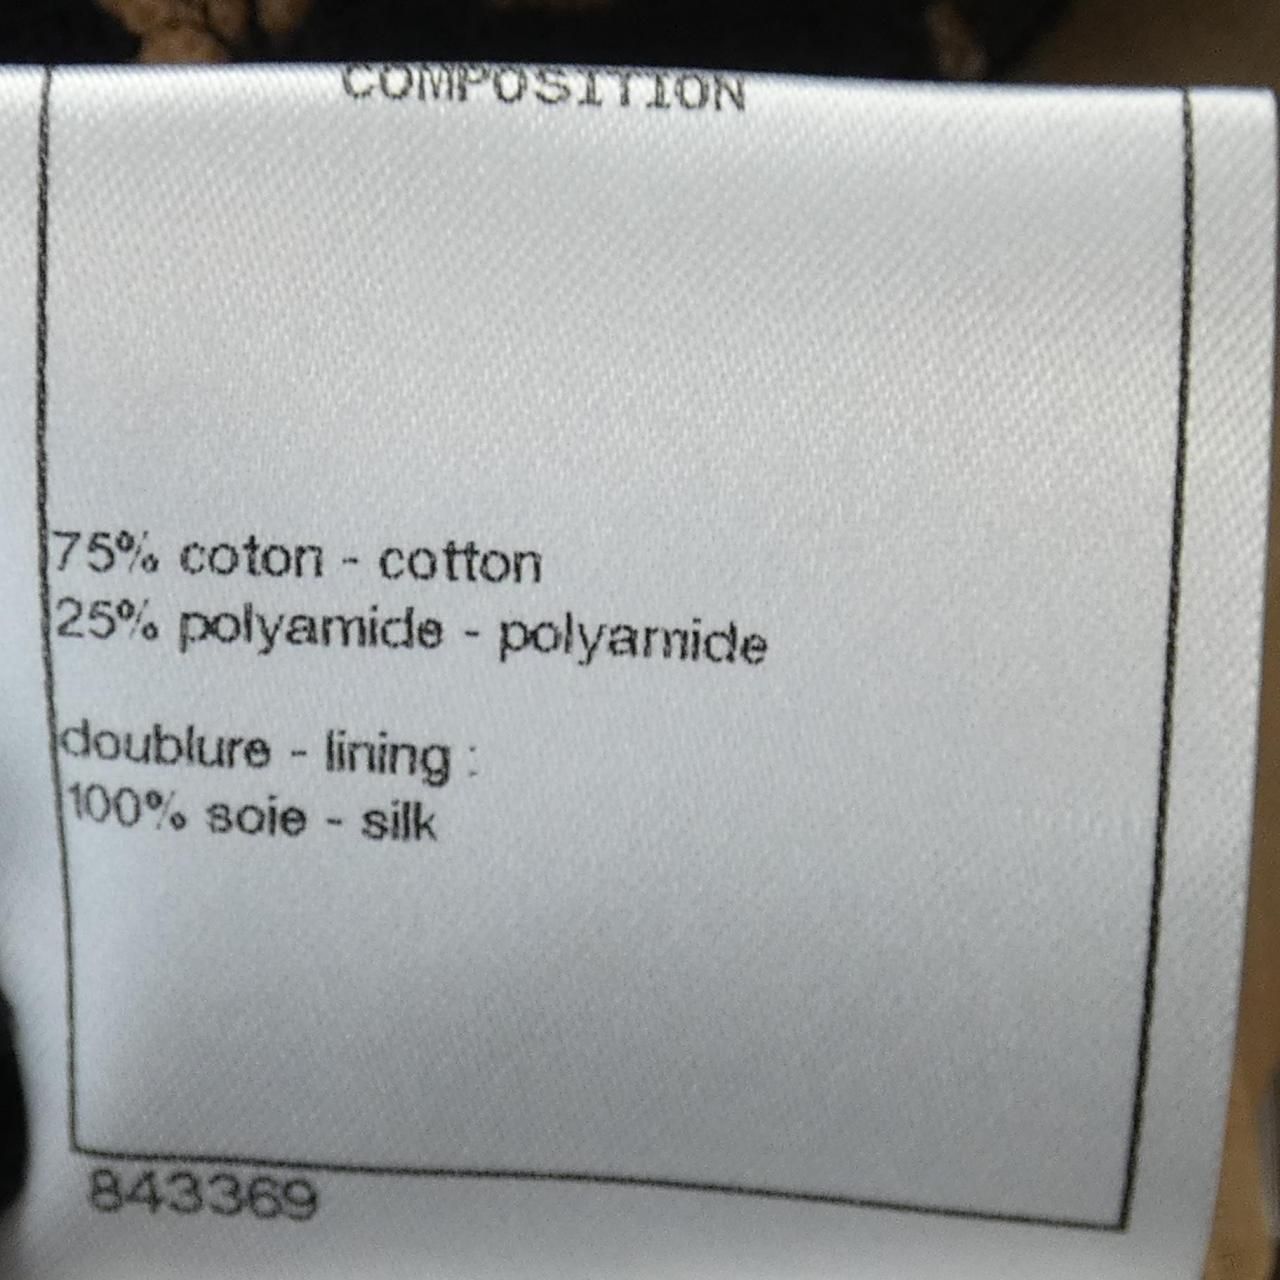 COMPOSITION
75% coton - cotton
25% polyamide - polyamide
doublure - lining :
100% soie - silk
843369